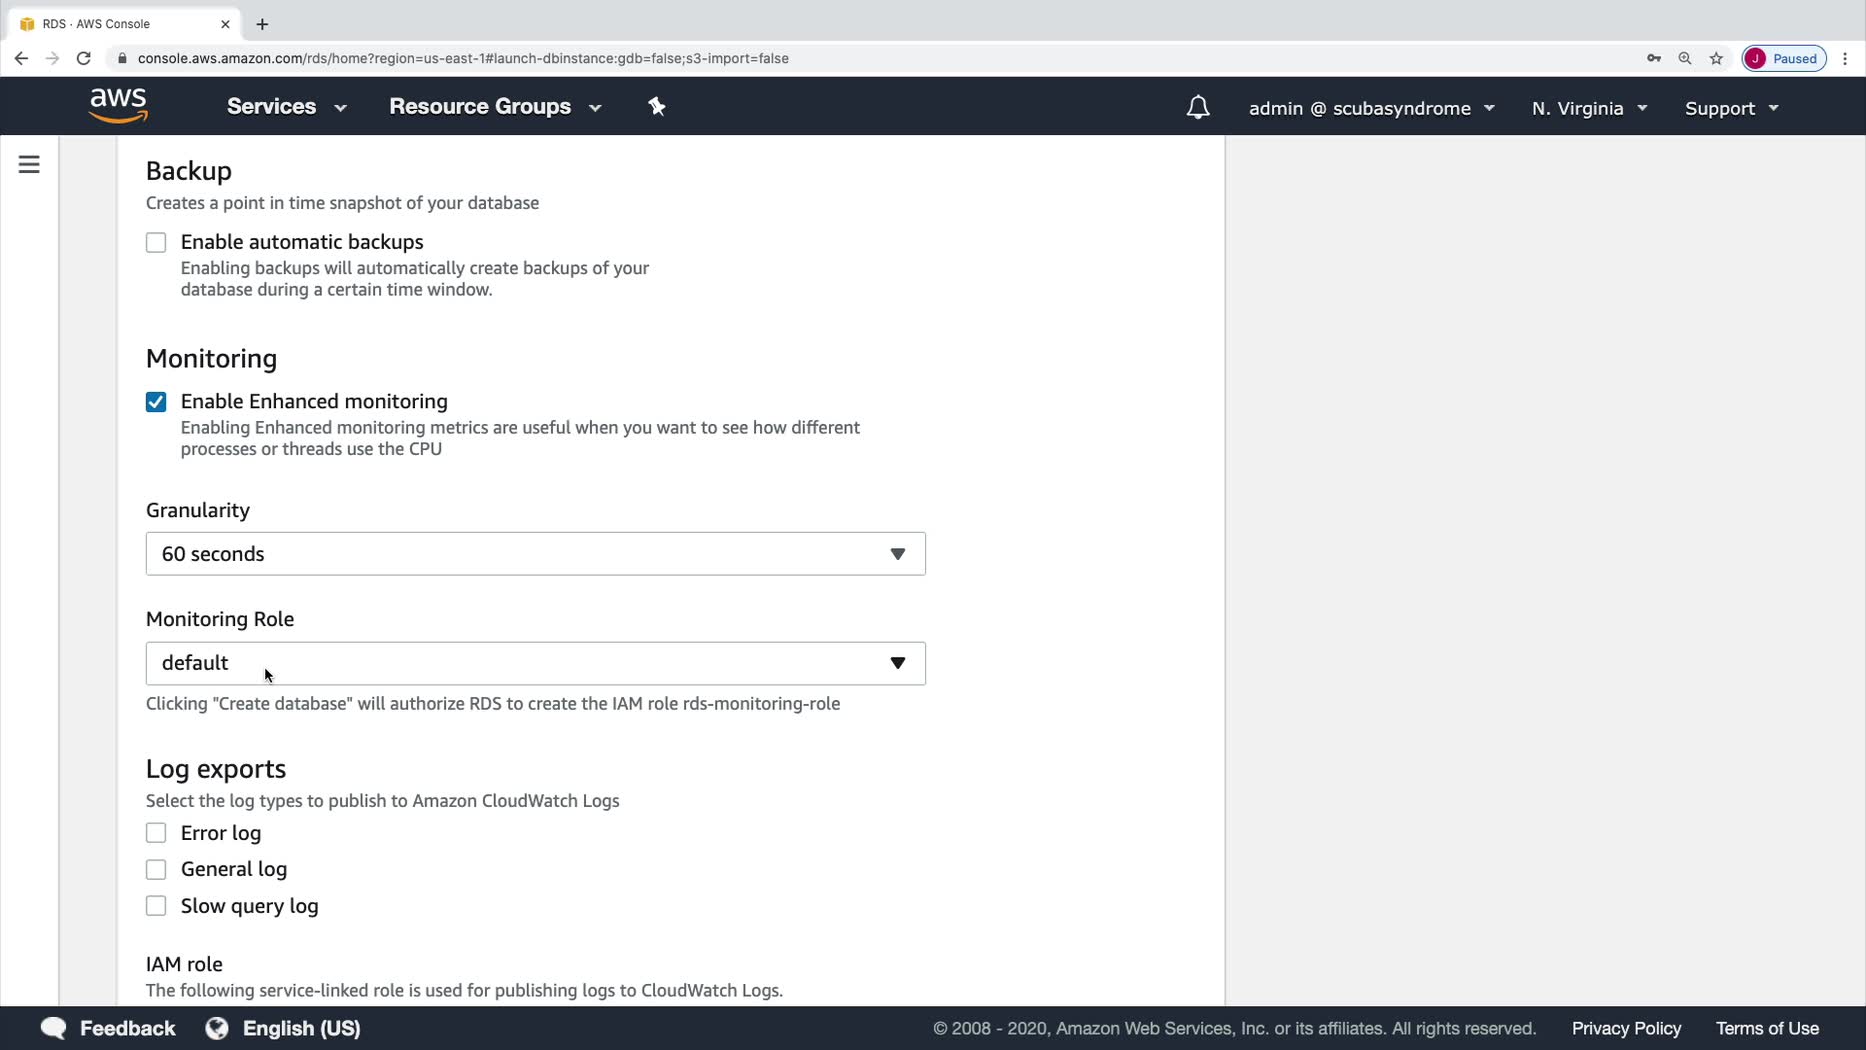 RDS · AWS Console
console.aws.amazon.com/rds/home?region=us-east-1#launch-dbinstance:gdb=false;s3-import=false
J Paused
aws Services Resource Groups admin @ scubasyndrome N. Virginia Support
Backup
Creates a point in time snapshot of your database
Enable automatic backups
Enabling backups will automatically create backups of your
database during a certain time window.
Monitoring
Enable Enhanced monitoring
Enabling Enhanced monitoring metrics are useful when you want to see how different
processes or threads use the CPU
Granularity
60 seconds
Monitoring Role
default
Clicking "Create database" will authorize RDS to create the IAM role rds-monitoring-role
Log exports
Select the log types to publish to Amazon CloudWatch Logs
Error log
General log
Slow query log
IAM role
The following service-linked role is used for publishing logs to CloudWatch Logs.
Feedback English (US) © 2008 - 2020, Amazon Web Services, Inc. or its affiliates. All rights reserved. Privacy Policy Terms of Use